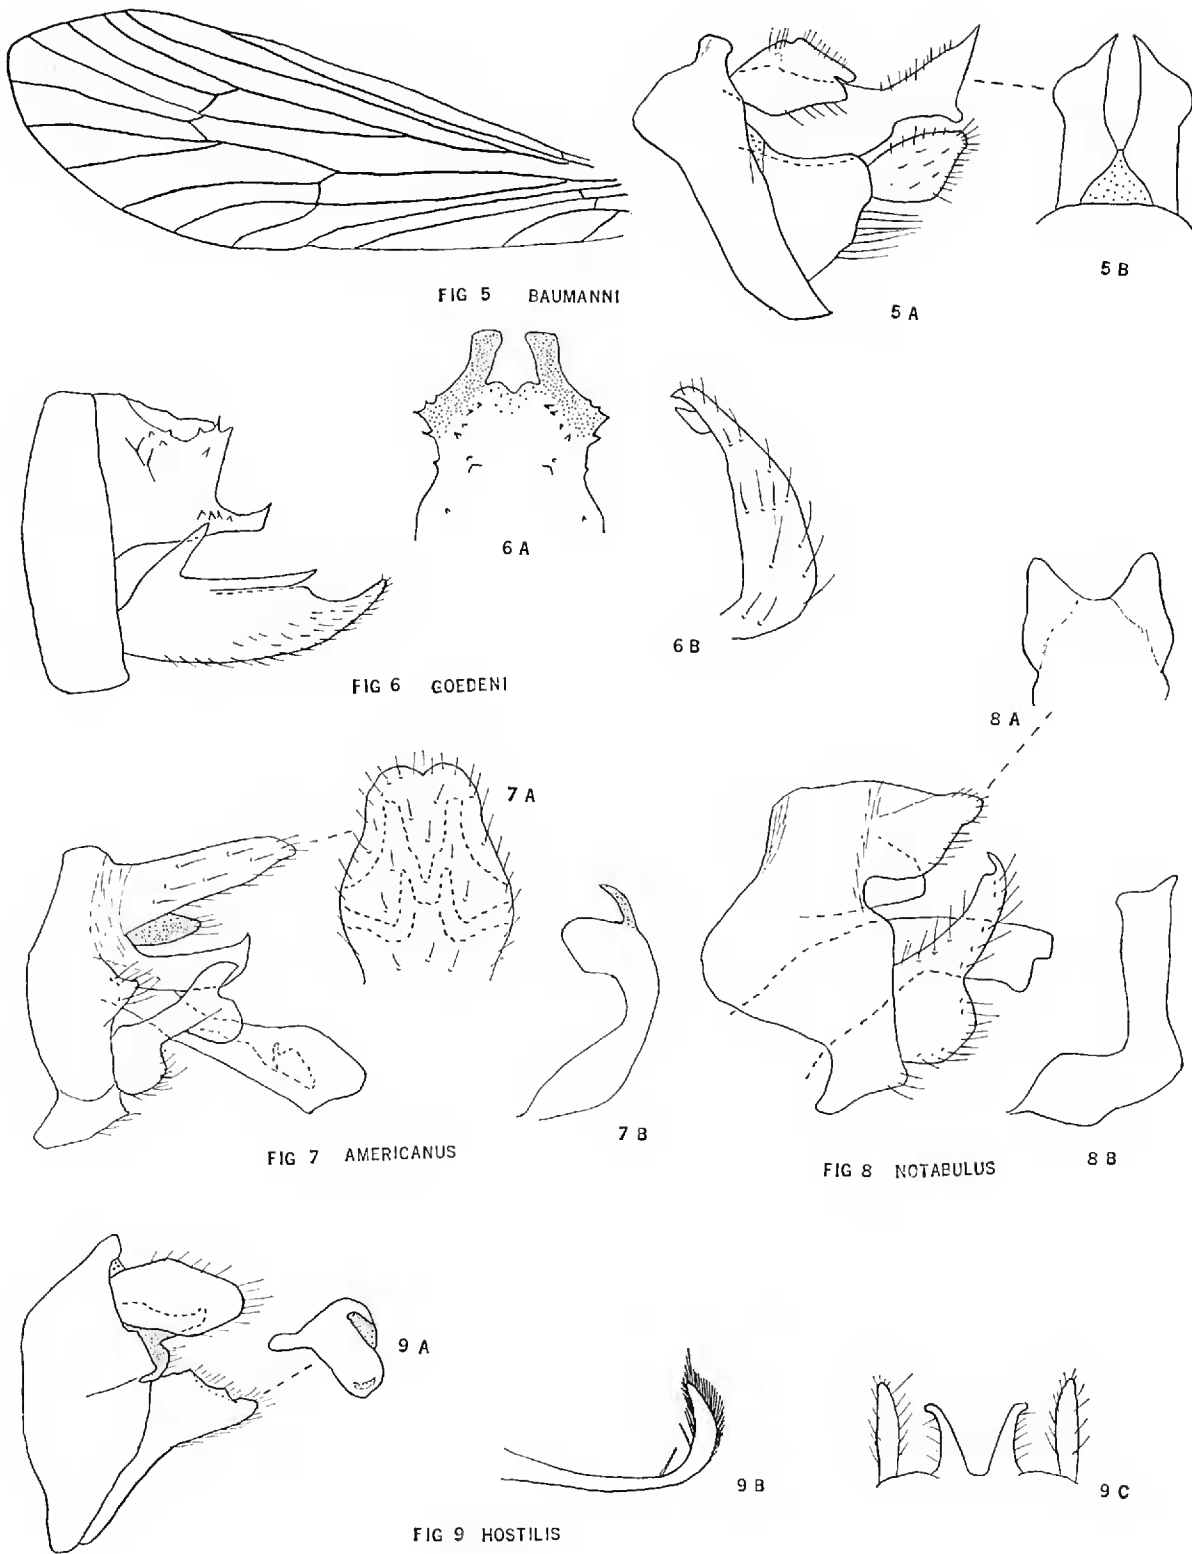 FIG 5 BAUMANNI
5 A
5 B
6 A
6 B
FIG 6 GOEDENI
7 A
7 B
FIG 7 AMERICANUS
8 A
8 B
FIG 8 NOTABULUS
9 A
9 B
9 C
FIG 9 HOSTILIS